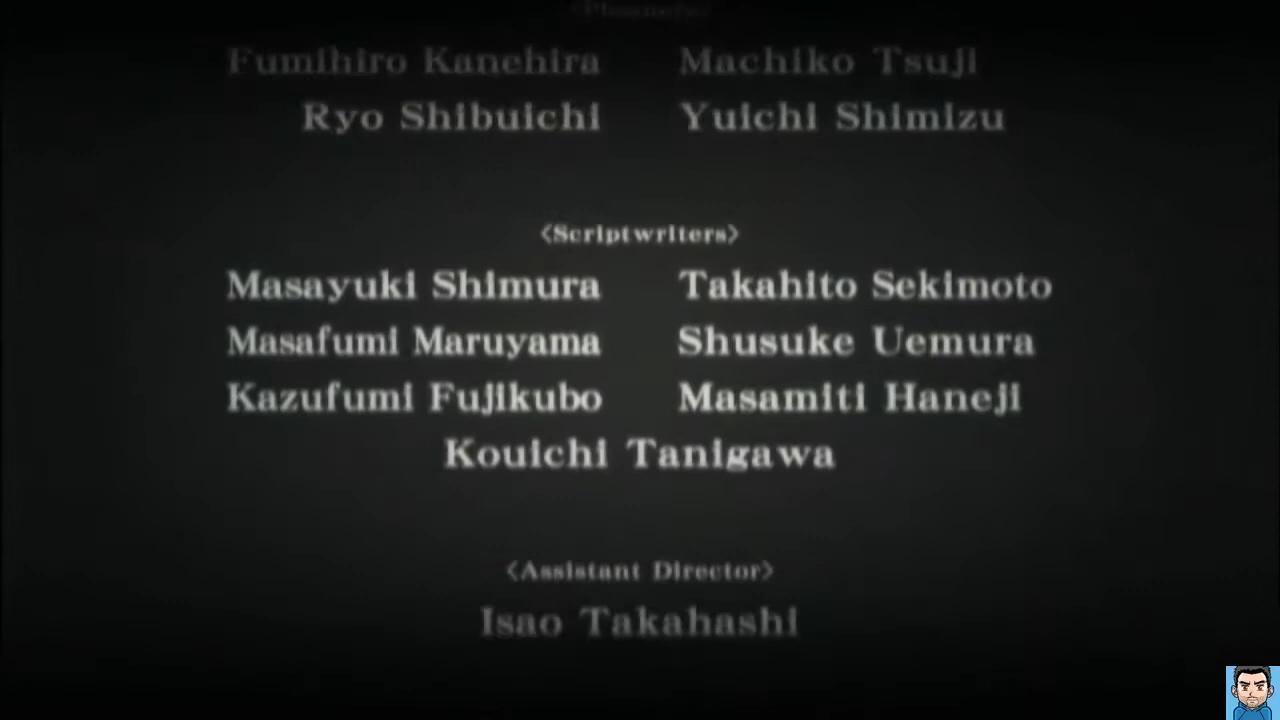 <Planners>
Fumihiro Kanehira Machiko Tsuji
Ryo Shibuichi Yuichi Shimizu
<Scriptwriters>
Masayuki Shimura Takahito Sekimoto
Masafumi Maruyama Shusuke Uemura
Kazufumi Fujikubo Masamiti Haneji
Kouichi Tanigawa
<Assistant Director>
Isao Takahashi